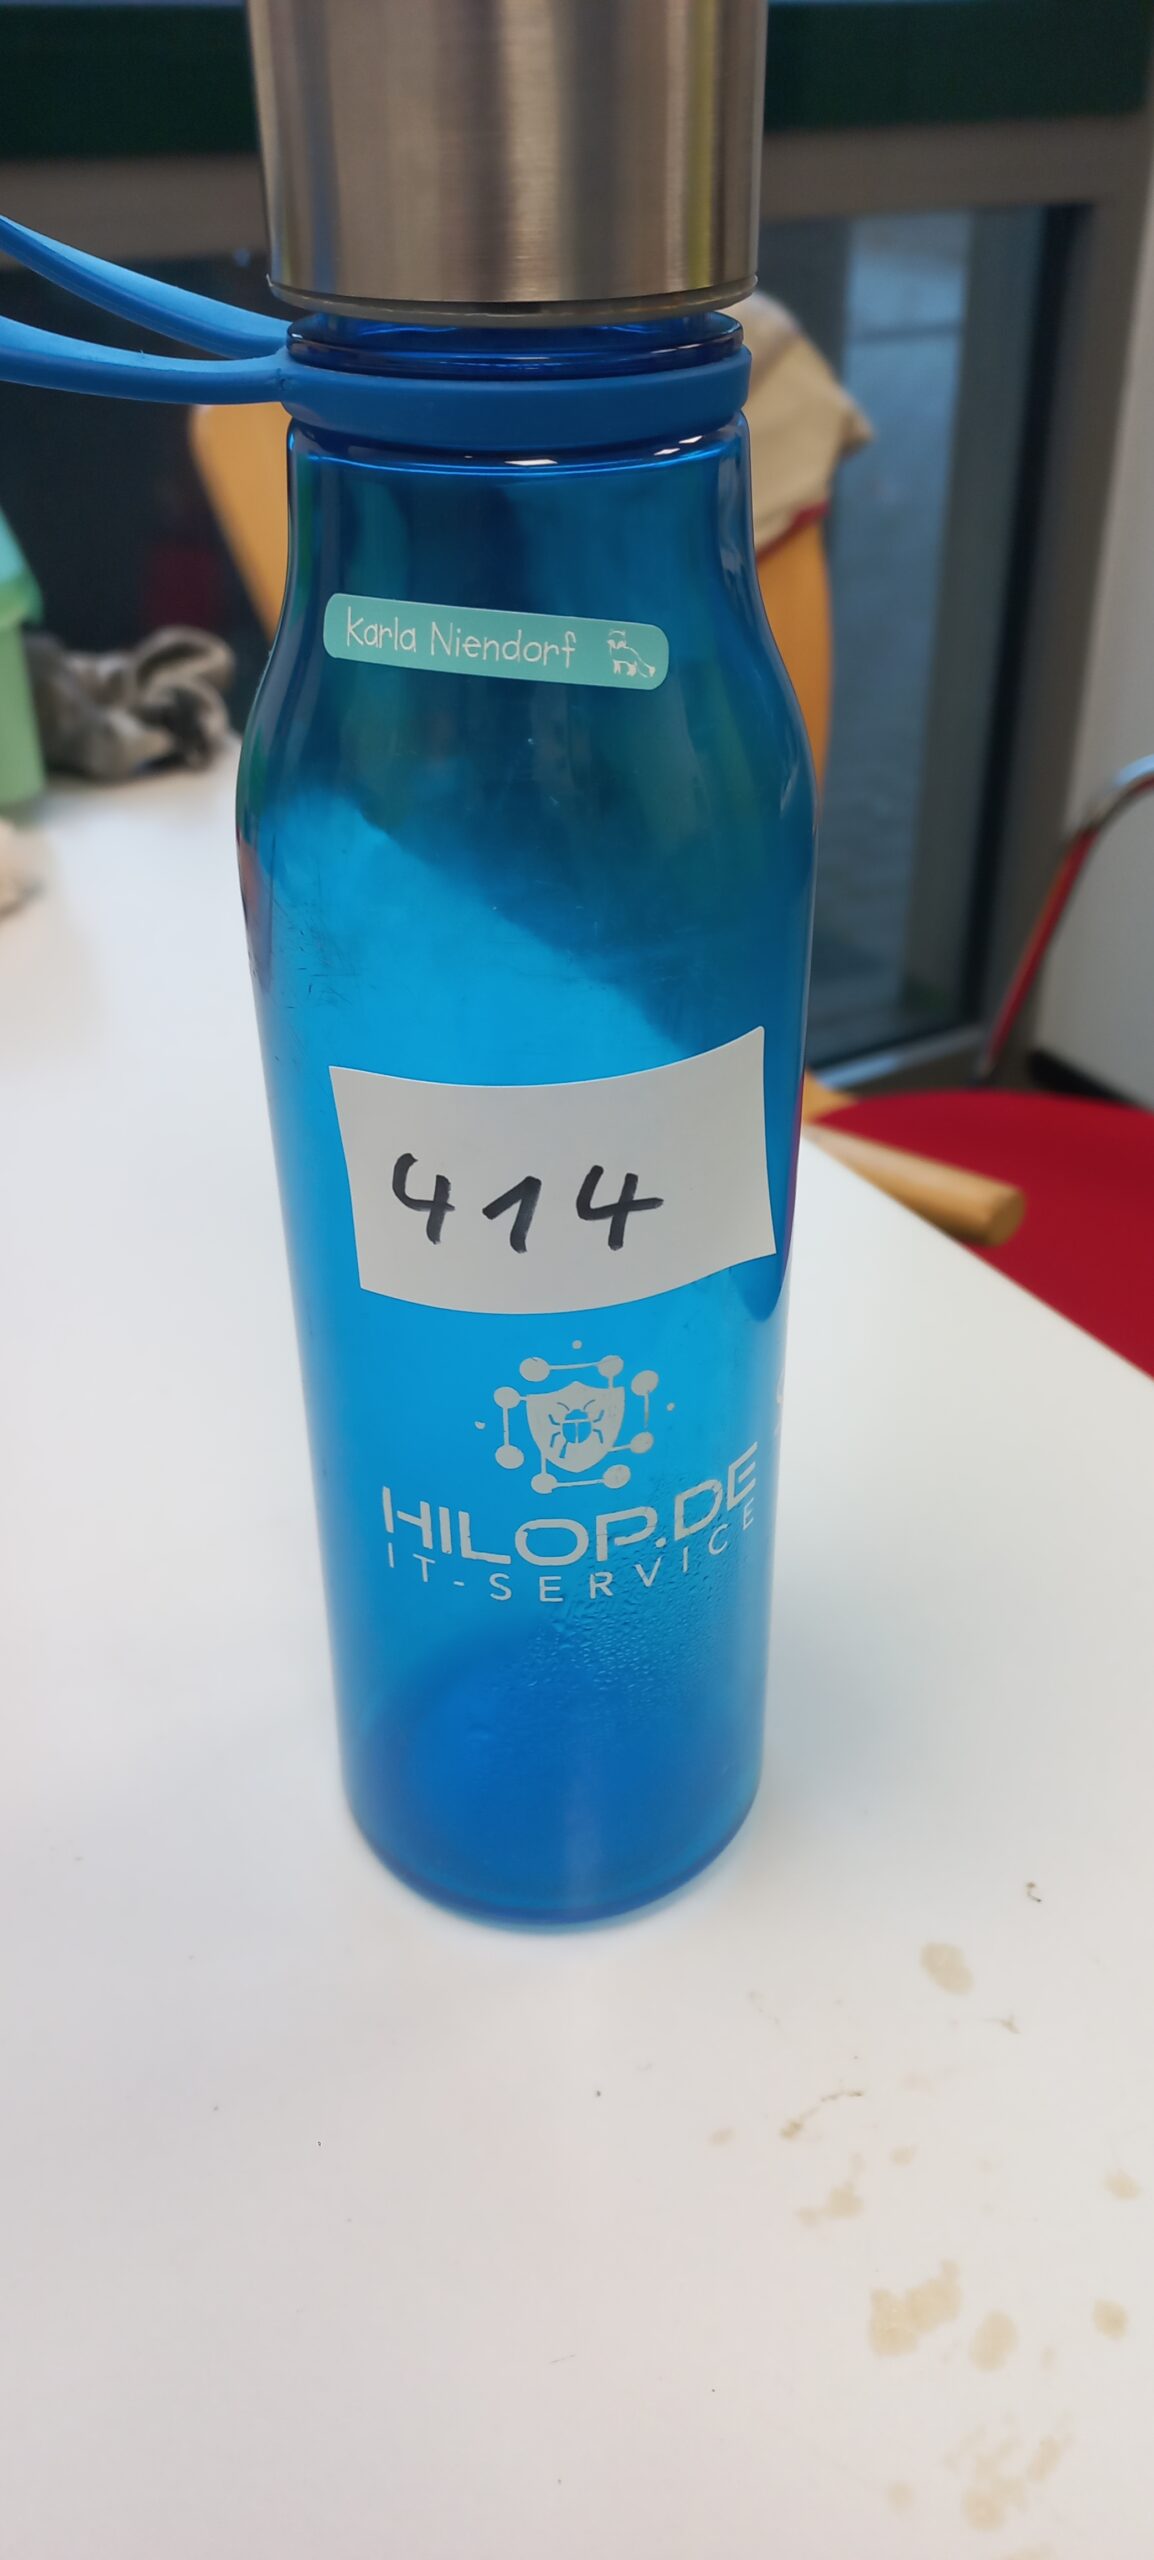 Karla Niendorf
414
HILOP.DE
IT-SERVICE